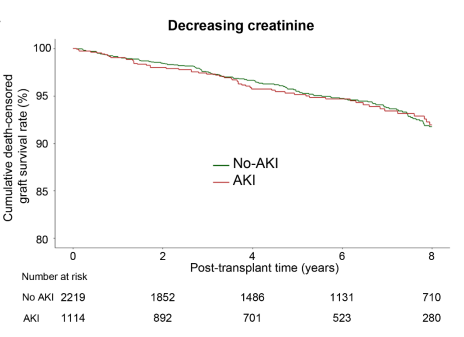 Decreasing creatinine
Cumulative death-censored
graft survival rate (%)
100
95
90
85
80
No-AKI
AKI
0 2 4 6 8
Post-transplant time (years)
Number at risk
No AKI 2219 1852 1486 1131 710
AKI 1114 892 701 523 280